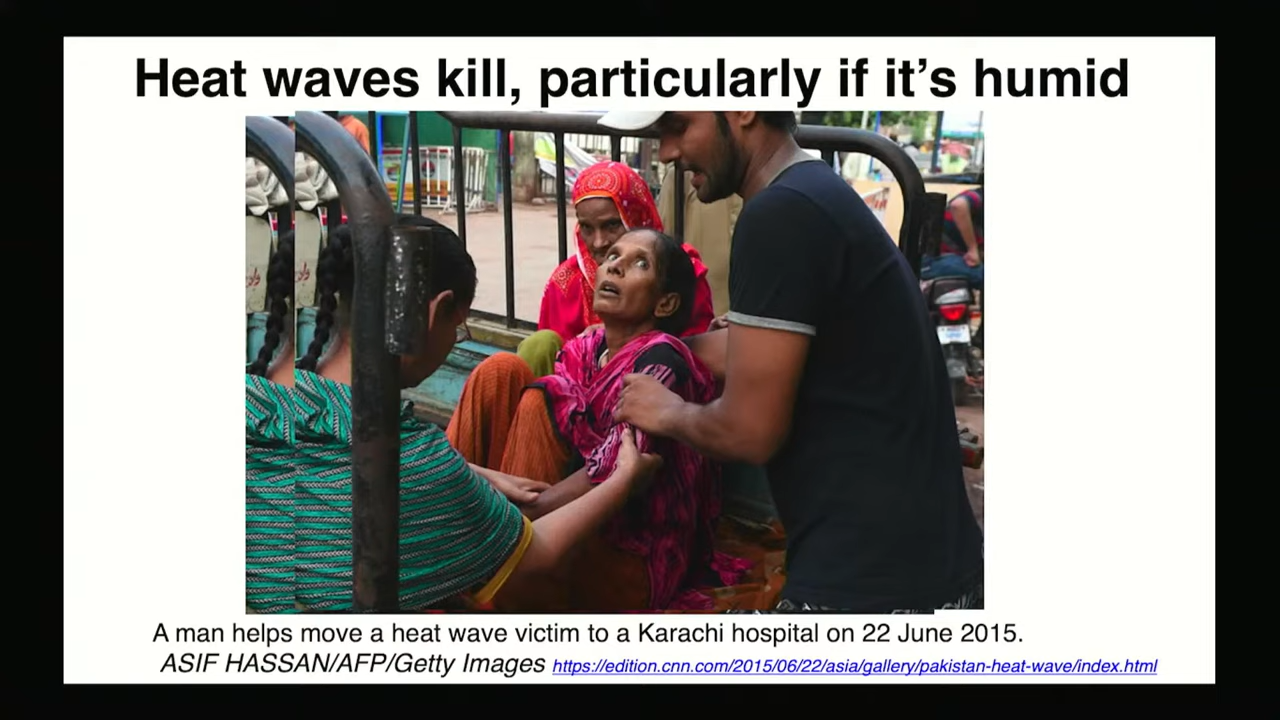 Heat waves kill, particularly if it's humid
A man helps move a heat wave victim to a Karachi hospital on 22 June 2015.
ASIF HASSAN/AFP/Getty Images https://edition.cnn.com/2015/06/22/asia/gallery/pakistan-heat-wave/index.html